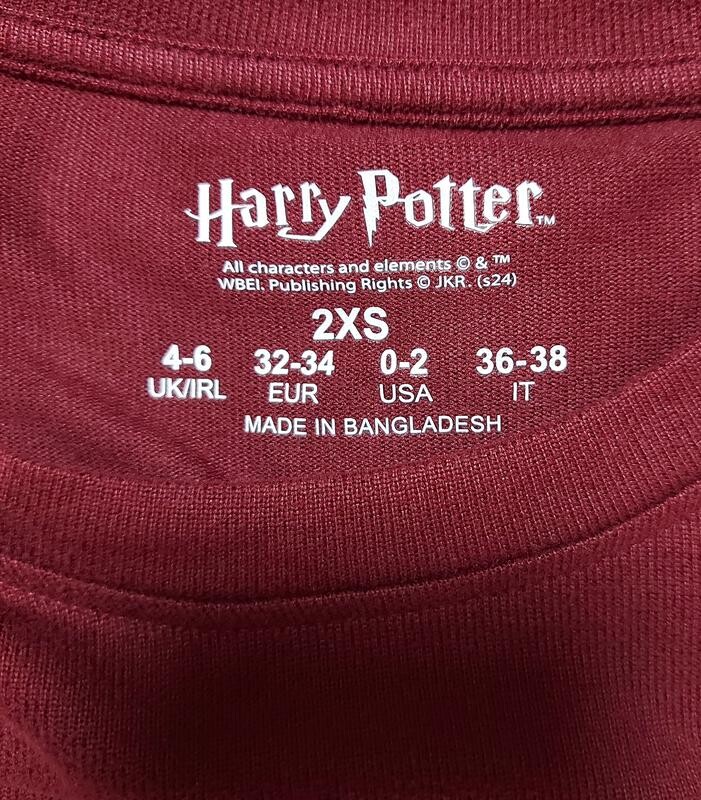 Harry Potter™
All characters and elements © & ™
WBEI. Publishing Rights © JKR. (s24)
2XS
4-6 32-34 0-2 36-38
UK/IRL EUR USA IT
MADE IN BANGLADESH